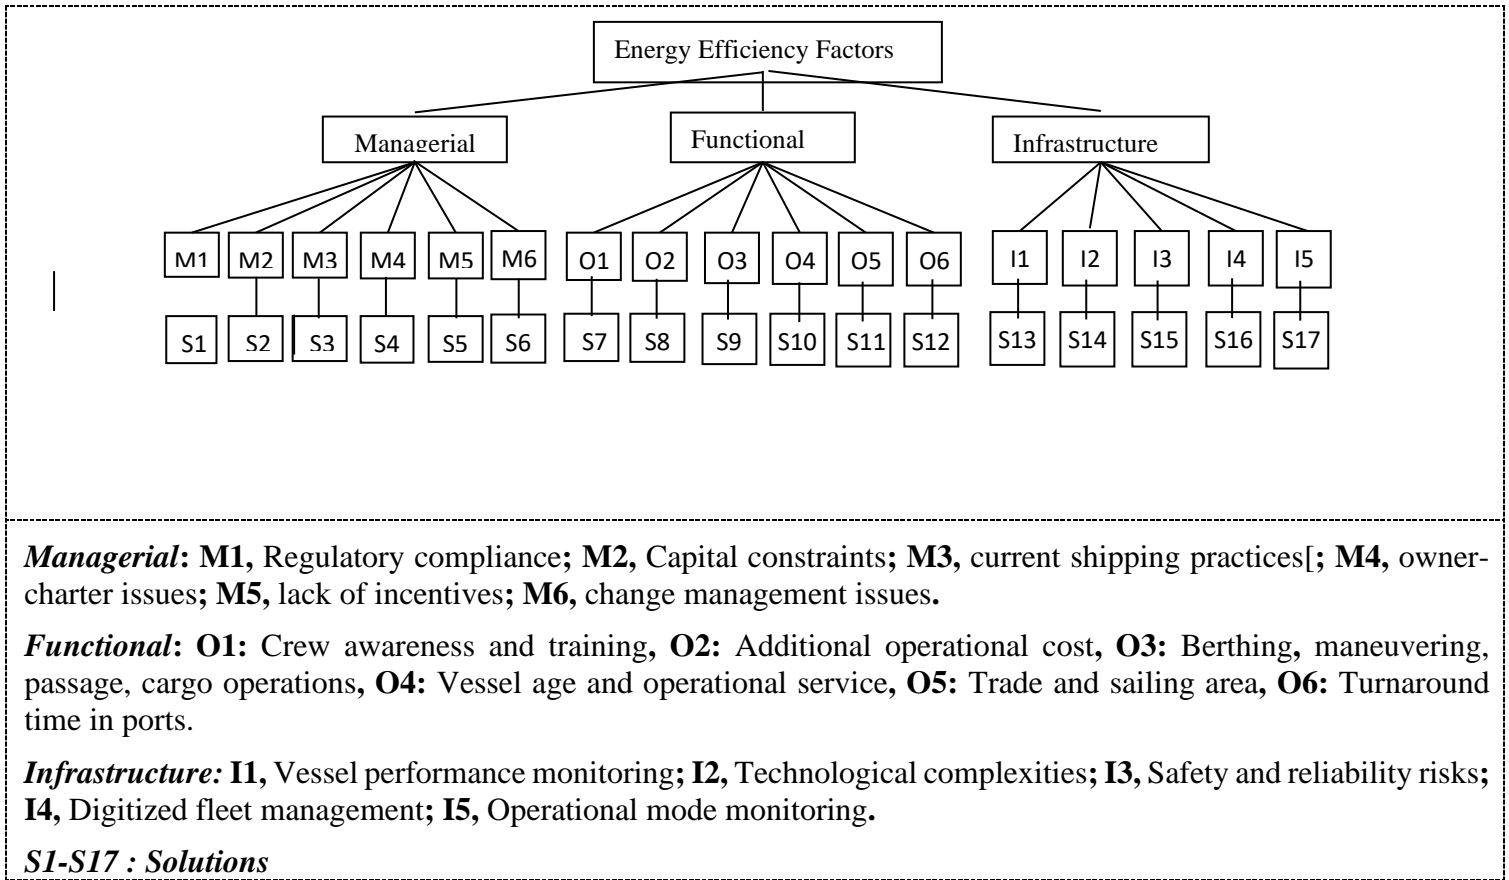 Energy Efficiency Factors
Managerial
Functional
Infrastructure
M1 M2 M3 M4 M5 M6 O1 O2 O3 O4 O5 O6 I1 I2 I3 I4 I5
S1 S2 S3 S4 S5 S6 S7 S8 S9 S10 S11 S12 S13 S14 S15 S16 S17
Managerial: M1, Regulatory compliance; M2, Capital constraints; M3, current shipping practices[; M4, owner-
charter issues; M5, lack of incentives; M6, change management issues.
Functional: O1: Crew awareness and training, O2: Additional operational cost, O3: Berthing, maneuvering,
passage, cargo operations, O4: Vessel age and operational service, O5: Trade and sailing area, O6: Turnaround
time in ports.
Infrastructure: I1, Vessel performance monitoring; I2, Technological complexities; I3, Safety and reliability risks;
I4, Digitized fleet management; I5, Operational mode monitoring.
S1-S17 : Solutions